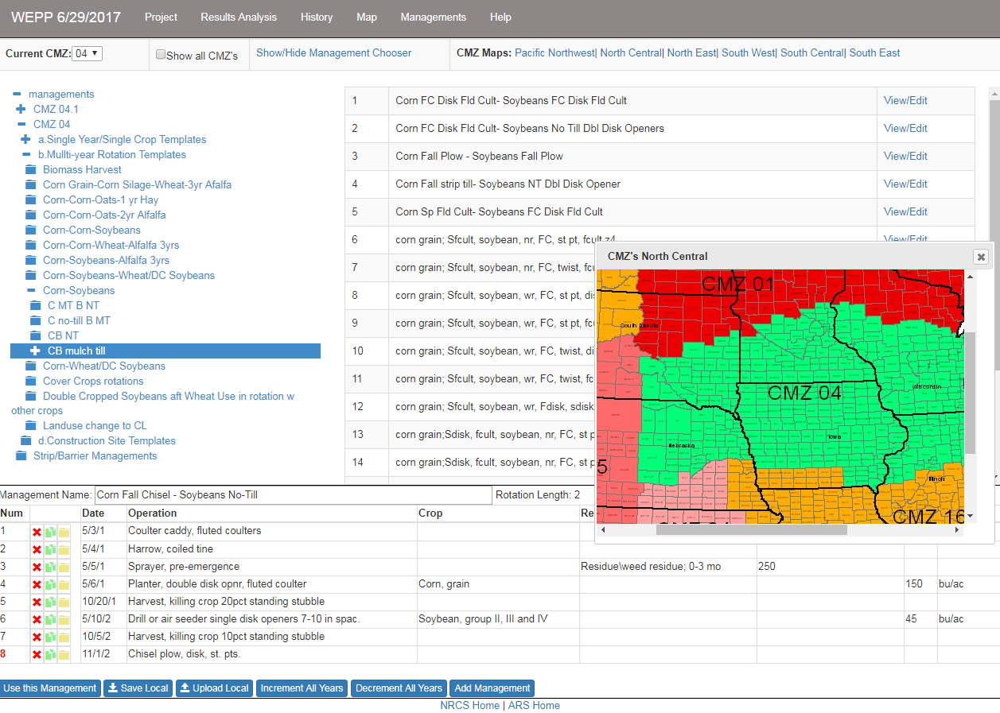 WEPP 6/29/2017 Project Results Analysis History Map Managements Help
Current CMZ: 04 Show all CMZ's Show/Hide Management Chooser CMZ Maps: Pacific Northwest| North Central| North East| South West| South Central| South East
managements
CMZ 04.1
CMZ 04
a.Single Year/Single Crop Templates
b.Mullti-year Rotation Templates
Biomass Harvest
Corn Grain-Corn Silage-Wheat-3yr Afalfa
Corn-Corn-Oats-1 yr Hay
Corn-Corn-Oats-2yr Alfalfa
Corn-Corn-Soybeans
Corn-Corn-Wheat-Alfalfa 3yrs
Corn-Soybeans-Alfalfa 3yrs
Corn-Soybeans-Wheat/DC Soybeans
Corn-Soybeans
C MT B NT
C no-till B MT
CB NT
CB mulch till
Corn-Wheat/DC Soybeans
Cover Crops rotations
Double Cropped Soybeans aft Wheat Use in rotation w
other crops
Landuse change to CL
d.Construction Site Templates
Strip/Barrier Managements
1 Corn FC Disk Fld Cult- Soybeans FC Disk Fld Cult View/Edit
2 Corn FC Disk Fld Cult- Soybeans No Till Dbl Disk Openers View/Edit
3 Corn Fall Plow - Soybeans Fall Plow View/Edit
4 Corn Fall strip till- Soybeans NT Dbl Disk Opener View/Edit
5 Corn Sp Fld Cult- Soybeans FC Disk Fld Cult View/Edit
6 corn grain; Sfcult, soybean, nr, FC, st pt, fcult z4 View/Edit
7 corn grain; Sfcult, soybean, nr, FC, twist, fcu
8 corn grain; Sfcult, soybean, wr, FC, st pt, dis
9 corn grain; Sfcult, soybean, wr, FC, st pt, fc
10 corn grain; Sfcult, soybean, wr, FC, twist, di
11 corn grain; Sfcult, soybean, wr, FC, twist, fc
12 corn grain; Sfcult, soybean, wr, Fdisk, sdisk
13 corn grain;Sdisk, fcult, soybean, nr, FC, st p
14 corn grain;Sdisk, fcult, soybean, nr, FC, st p
CMZ's North Central
CMZ 01
South Dakota
CMZ 04
Wisconsin
Iowa
Nebraska
5
Illinois
CMZ 16
Management Name: Corn Fall Chisel - Soybeans No-Till Rotation Length: 2
Num Date Operation Crop Re
1 5/3/1 Coulter caddy, fluted coulters
2 5/4/1 Harrow, coiled tine
3 5/5/1 Sprayer, pre-emergence Residue\weed residue; 0-3 mo 250
4 5/6/1 Planter, double disk opnr, fluted coulter Corn, grain 150 bu/ac
5 10/20/1 Harvest, killing crop 20pct standing stubble
6 5/10/2 Drill or air seeder single disk openers 7-10 in spac. Soybean, group II, III and IV 45 bu/ac
7 10/5/2 Harvest, killing crop 10pct standing stubble
8 11/1/2 Chisel plow, disk, st. pts.
Use this Management Save Local Upload Local Increment All Years Decrement All Years Add Management
NRCS Home | ARS Home